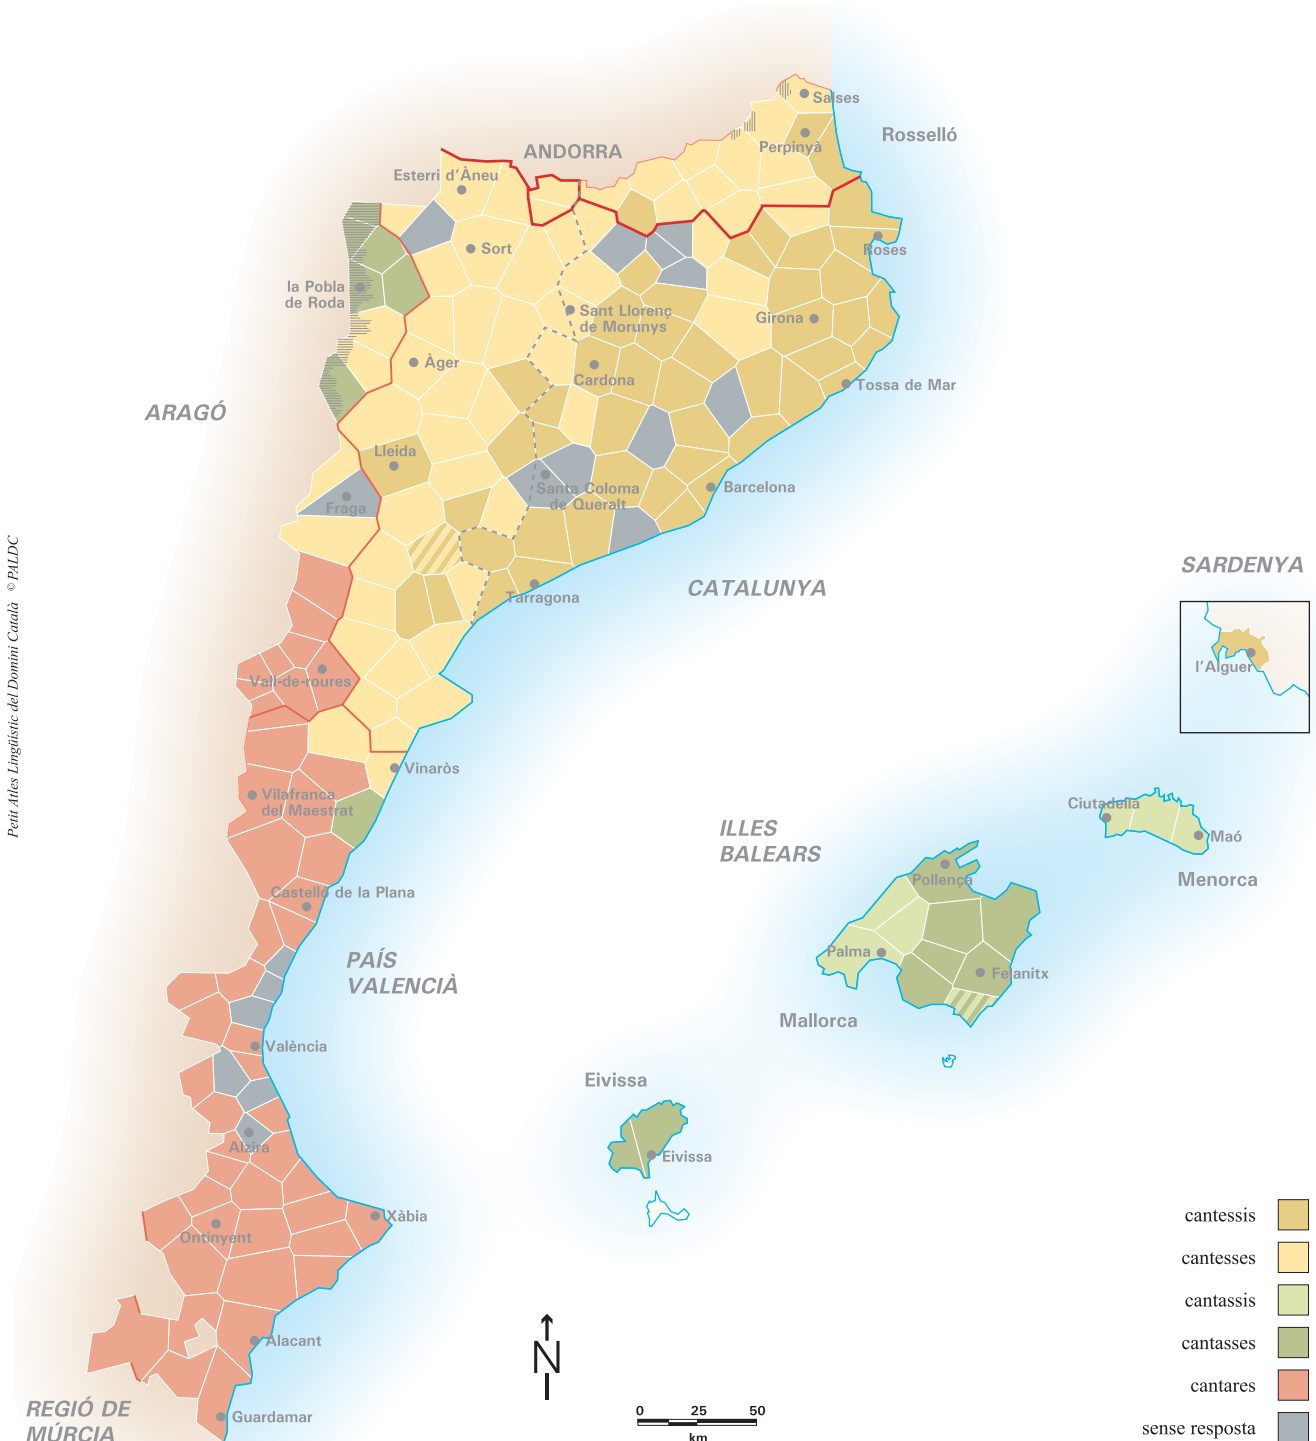 Salses
Rosselló
Perpinyà
ANDORRA
Esterri d'Àneu
Sort
Roses
la Pobla
de Roda
Sant Llorenç
de Morunys
Girona
Àger
Cardona
Tossa de Mar
ARAGÓ
Lleida
Santa Coloma
de Queralt
Barcelona
Fraga
Petit Atles Lingüístic del Domini Català © PALDC
CATALUNYA
Tarragona
SARDENYA
l'Alguer
Vall-de-roures
Vinaròs
Vilafranca
del Maestrat
Ciutadella
Maó
ILLES
BALEARS
Menorca
Pollença
Castelló de la Plana
Palma
Felanitx
PAÍS
VALENCIÀ
Mallorca
València
Eivissa
Alzira
Eivissa
Xàbia
Ontinyent
cantessis
cantesses
cantassis
cantasses
cantares
sense resposta
Alacant
N
REGIÓ DE
MÚRCIA
Guardamar
0 25 50
km